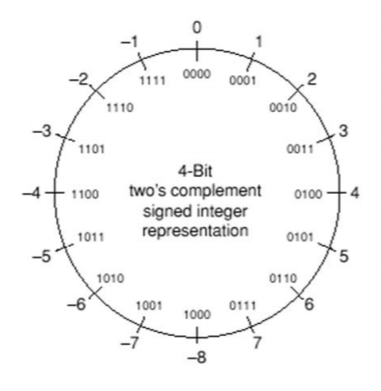 0
-1 1
1111 0000 0001
-2 2
1110 0010
-3 3
1101 0011
4-Bit
two's complement
signed integer
representation
-4 1100 0100 4
1011 0101
-5 5
1010 0110
-6 6
1001 1000 0111
-7 7
-8